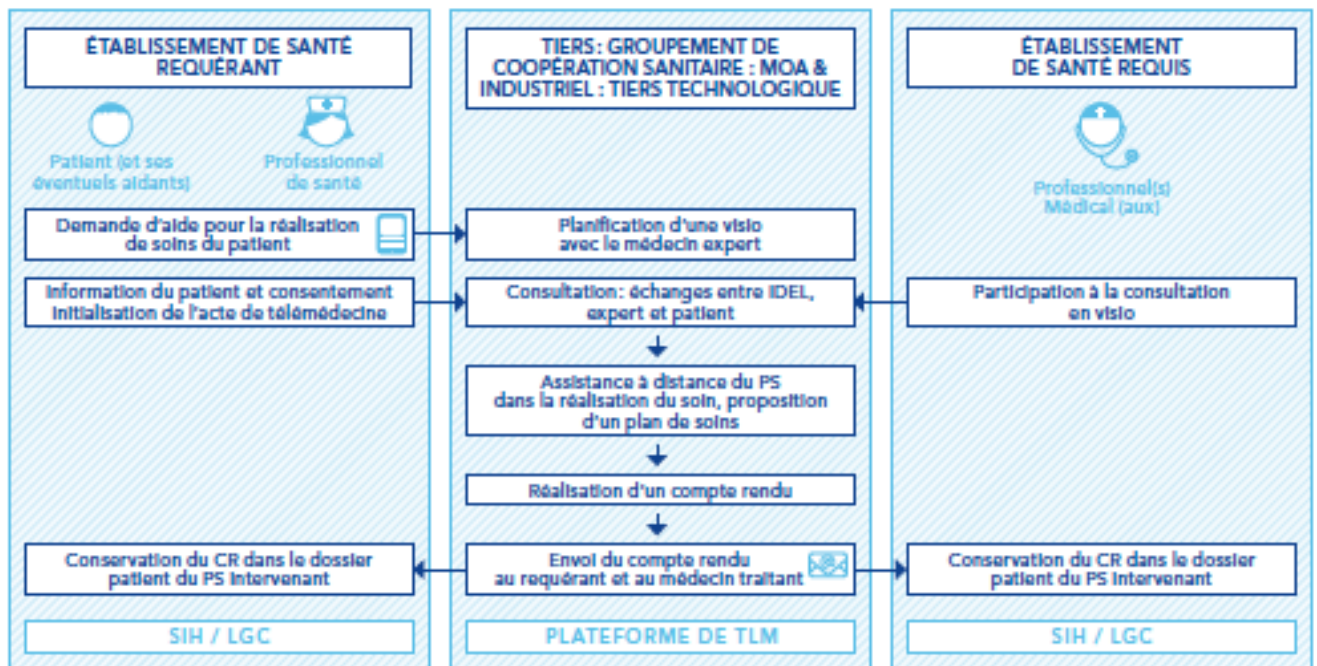 ÉTABLISSEMENT DE SANTÉ
REQUÉRANT
Patient (et ses
éventuels aidants)
Professionnel
de santé
TIERS: GROUPEMENT DE
COOPÉRATION SANITAIRE : MOA &
INDUSTRIEL : TIERS TECHNOLOGIQUE
ÉTABLISSEMENT
DE SANTÉ REQUIS
Professionnel(s)
Médical (aux)
Demande d'aide pour la réalisation
de soins du patient
Planification d'une visio
avec le médecin expert
Information du patient et consentement
initialisation de l'acte de télémédecine
Consultation: échanges entre IDEL,
expert et patient
Participation à la consultation
en visio
Assistance à distance du PS
dans la réalisation du soin, proposition
d'un plan de soins
Réalisation d'un compte rendu
Conservation du CR dans le dossier
patient du PS intervenant
Envoi du compte rendu
au requérant et au médecin traitant
Conservation du CR dans le dossier
patient du PS intervenant
SIH / LGC
PLATEFORME DE TLM
SIH / LGC